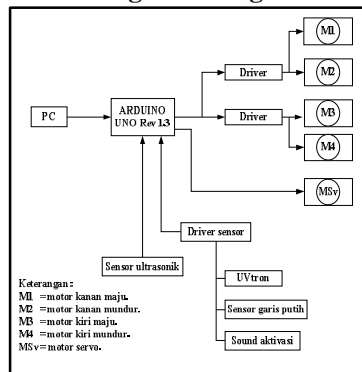 M1
Driver
M2
PC
ARDUINO
UNO Rev 1.3
Driver
M3
M4
MSv
Driver sensor
Sensor ultrasonik
UVtron
Sensor garis putih
Sound aktivasi
Keterangan :
M1 =motor kanan maju.
M2 =motor kanan mundur.
M3 =motor kiri maju.
M4 =motor kiri mundur.
MSv=motor servo.